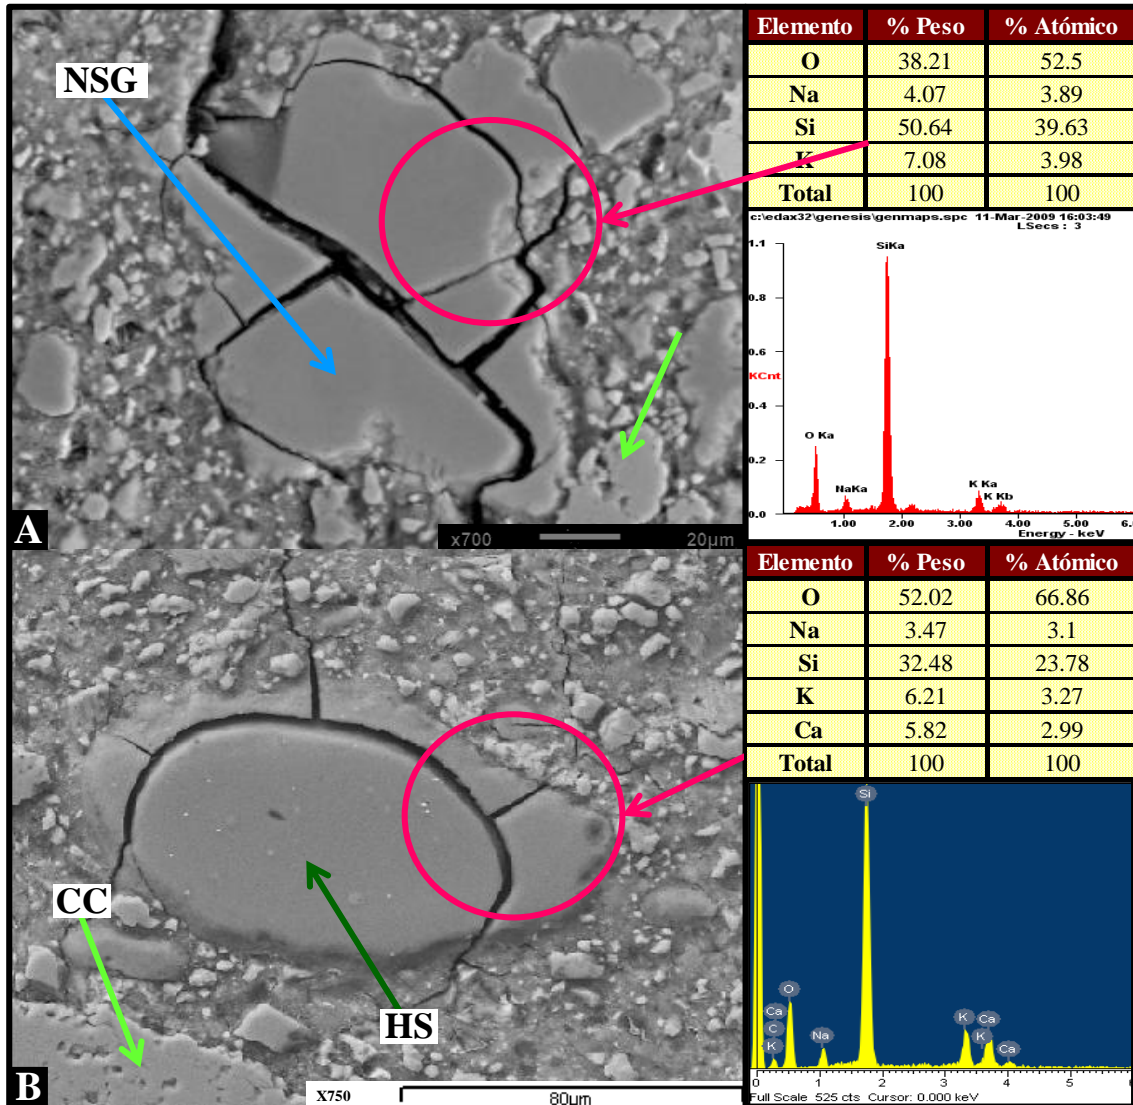 NSG
A
x700 20µm
Elemento % Peso % Atómico
O 38.21 52.5
Na 4.07 3.89
Si 50.64 39.63
K 7.08 3.98
Total 100 100
c:\edax32\genesis\genmaps.spc 11-Mar-2009 16:03:49
LSecs : 3
1.1
0.8
0.6
KCnt
0.4
0.2
0.0
SiKa
O Ka
NaKa
K Ka
K Kb
1.00 2.00 3.00 4.00 5.00 6.0
Energy - keV
CC
HS
B
X750 80µm
Elemento % Peso % Atómico
O 52.02 66.86
Na 3.47 3.1
Si 32.48 23.78
K 6.21 3.27
Ca 5.82 2.99
Total 100 100
Si
O
Ca
C
K
Na
K
K
Ca
Ca
0 1 2 3 4 5 6
Full Scale 525 cts Cursor: 0.000 keV